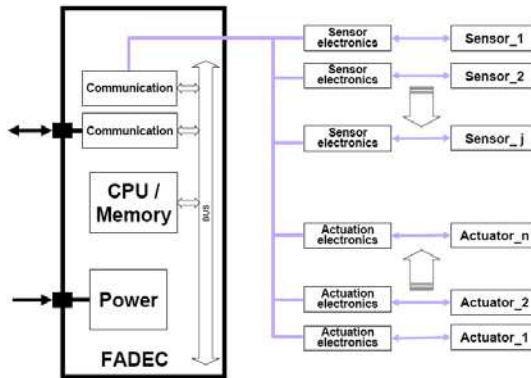 Communication
Communication
CPU /
Memory
Power
FADEC
BUS
Sensor
electronics
Sensor_1
Sensor
electronics
Sensor_2
Sensor
electronics
Sensor_j
Actuation
electronics
Actuator_n
Actuation
electronics
Actuator_2
Actuation
electronics
Actuator_1